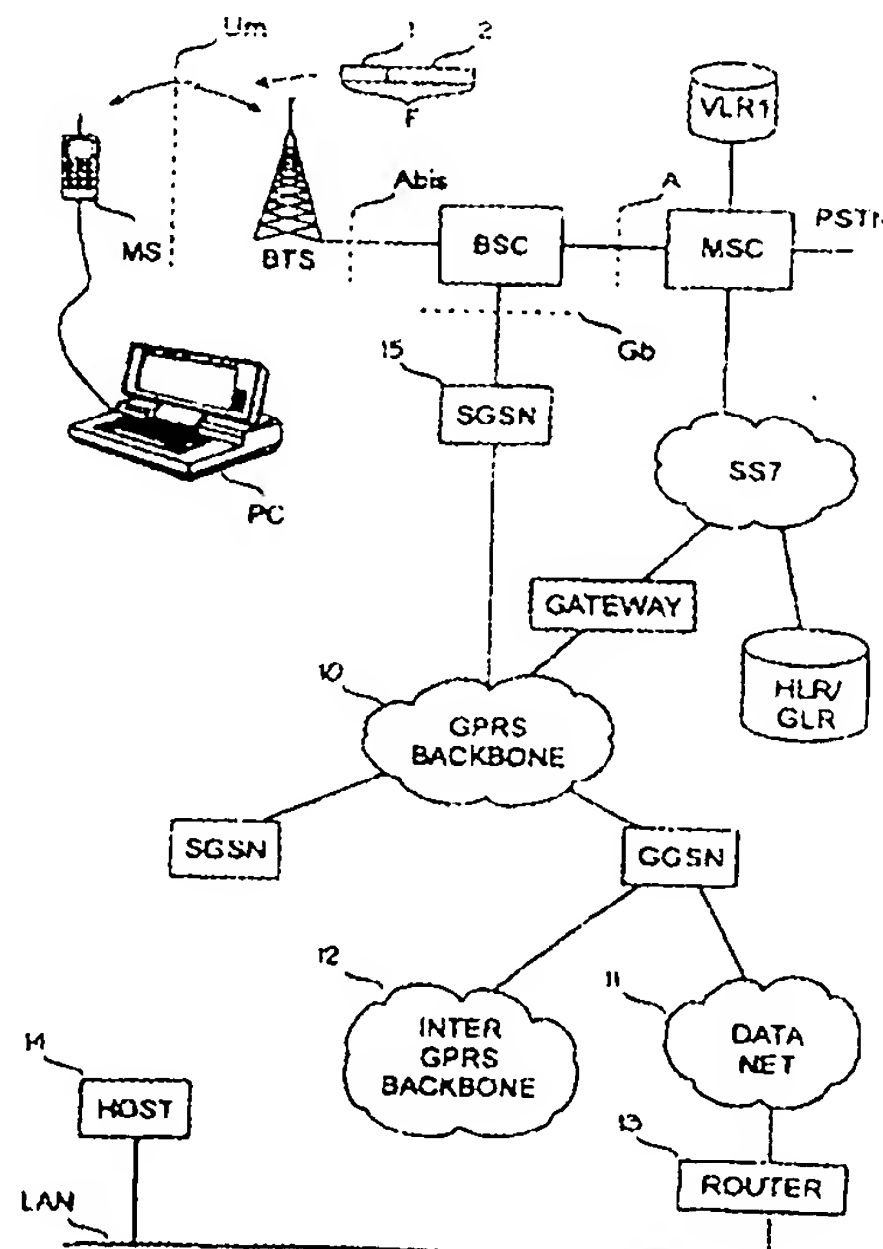 Um
1
2
F
VLR1
Abis
A
PSTN
MS
BTS
BSC
MSC
Gb
15
SGSN
SS7
PC
GATEWAY
10
HLR/
GLR
GPRS
BACKBONE
SGSN
GGSN
12
11
INTER
GPRS
BACKBONE
DATA
NET
14
HOST
13
ROUTER
LAN